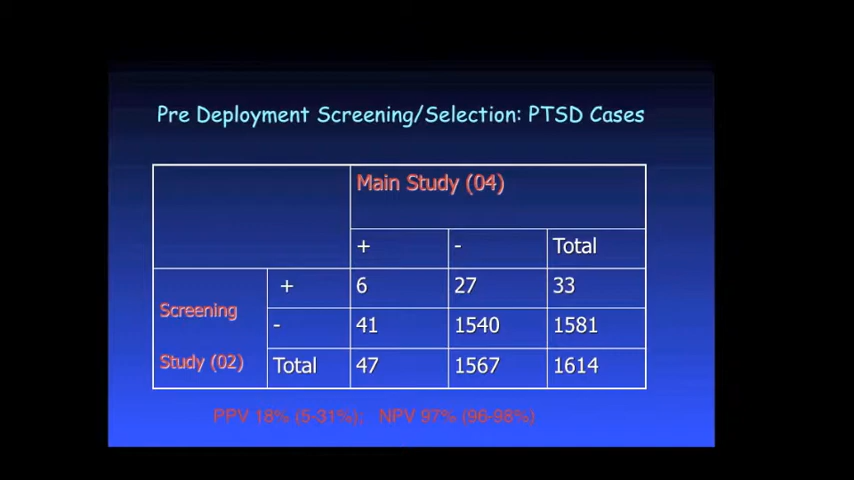 Pre Deployment Screening/Selection: PTSD Cases
Main Study (04)
+ - Total
Screening + 6 27 33
- 41 1540 1581
Study (02) Total 47 1567 1614
PPV 18% (5-31%); NPV 97% (96-98%)